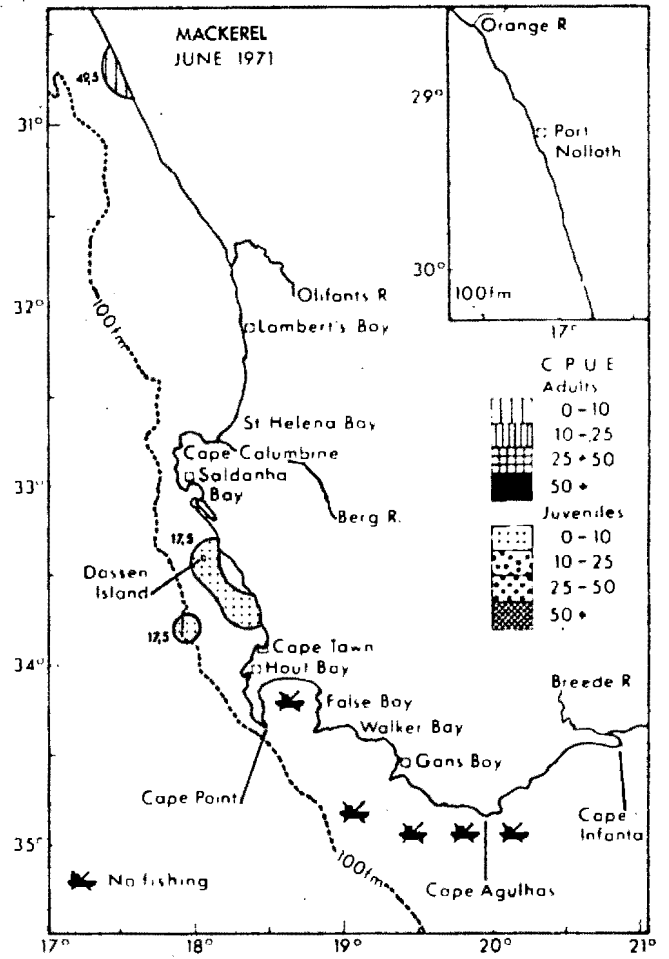 MACKEREL
JUNE 1971
Orange R
29°
Port
Nolloth
30°
100fm
17°
49,5
31°
100fm
Olifants R
32°
Lambert's Bay
St Helena Bay
Cape Calumbine
Saldanha
Bay
33°
Berg R.
C P U E
Adults
0-10
10-25
25+50
50+
Juveniles
0-10
10-25
25-50
50+
17,5
Dassen
Island
17,5
Cape Tawn
34°
Hout Bay
False Bay
Walker Bay
Breede R
Gans Bay
Cape Point
Cape
Infanta
35°
100fm
No fishing
Cape Agulhas
17°
18°
19°
20°
21°